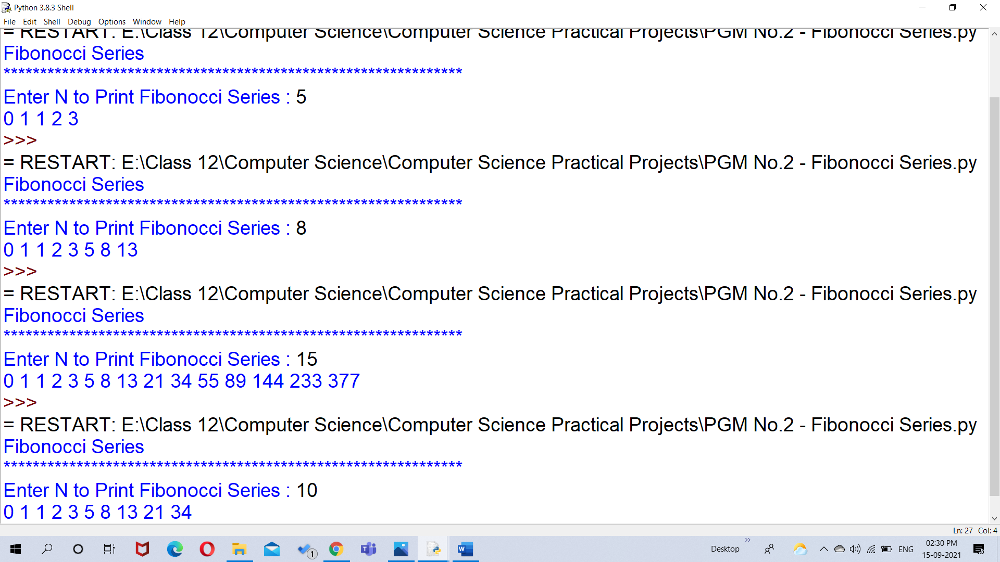 Python 3.8.3 Shell
File Edit Shell Debug Options Window Help
= RESTART: E:\Class 12\Computer Science\Computer Science Practical Projects\PGM No.2 - Fibonocci Series.py
Fibonocci Series
***************************************************************
Enter N to Print Fibonocci Series : 5
0 1 1 2 3
>>>
= RESTART: E:\Class 12\Computer Science\Computer Science Practical Projects\PGM No.2 - Fibonocci Series.py
Fibonocci Series
***************************************************************
Enter N to Print Fibonocci Series : 8
0 1 1 2 3 5 8 13
>>>
= RESTART: E:\Class 12\Computer Science\Computer Science Practical Projects\PGM No.2 - Fibonocci Series.py
Fibonocci Series
***************************************************************
Enter N to Print Fibonocci Series : 15
0 1 1 2 3 5 8 13 21 34 55 89 144 233 377
>>>
= RESTART: E:\Class 12\Computer Science\Computer Science Practical Projects\PGM No.2 - Fibonocci Series.py
Fibonocci Series
***************************************************************
Enter N to Print Fibonocci Series : 10
0 1 1 2 3 5 8 13 21 34
Ln: 27 Col: 4
1
W
Desktop
ENG
02:30 PM
15-09-2021